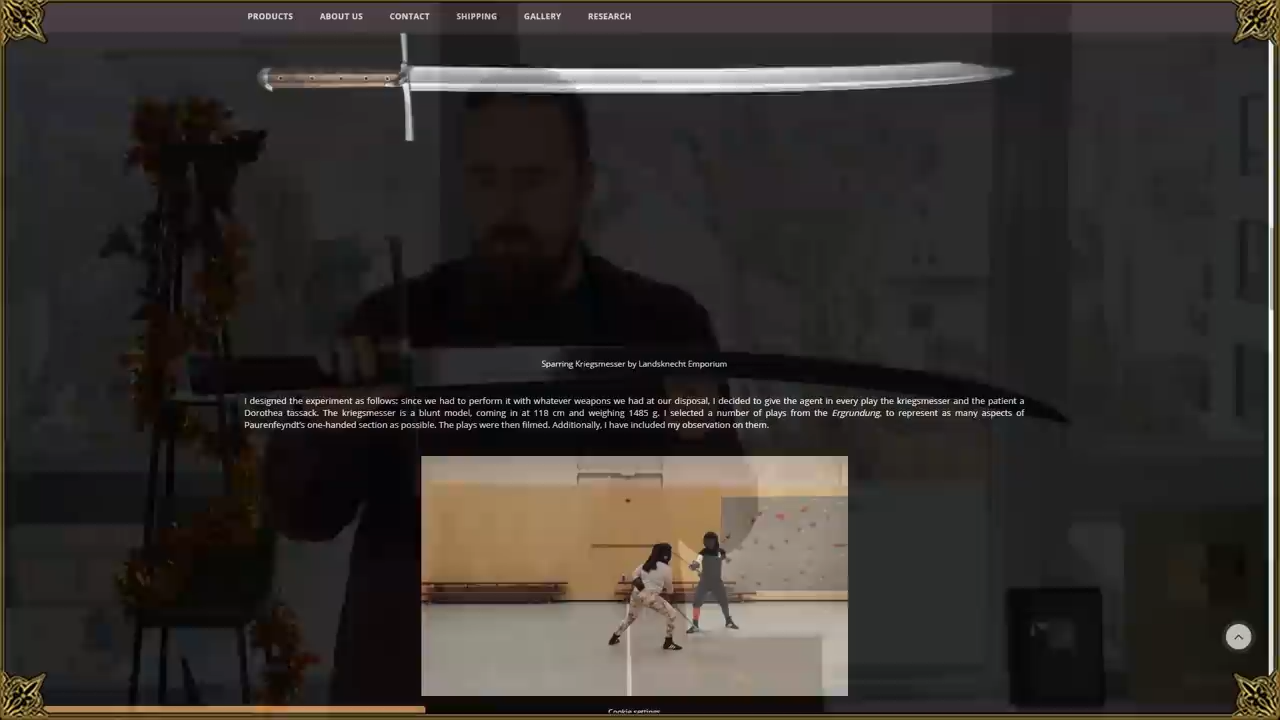 PRODUCTS ABOUT US CONTACT SHIPPING GALLERY RESEARCH
Sparring Kriegsmesser by Landsknecht Emporium
I designed the experiment as follows: since we had to perform it with whatever weapons we had at our disposal, I decided to give the agent in every play the kriegsmesser and the patient a
Dorothea tassack. The kriegsmesser is a blunt model, coming in at 118 cm and weighing 1485 g. I selected a number of plays from the Ergrundung, to represent as many aspects of
Paurenfeyndt's one-handed section as possible. The plays were then filmed. Additionally, I have included my observation on them.
Cookie settings